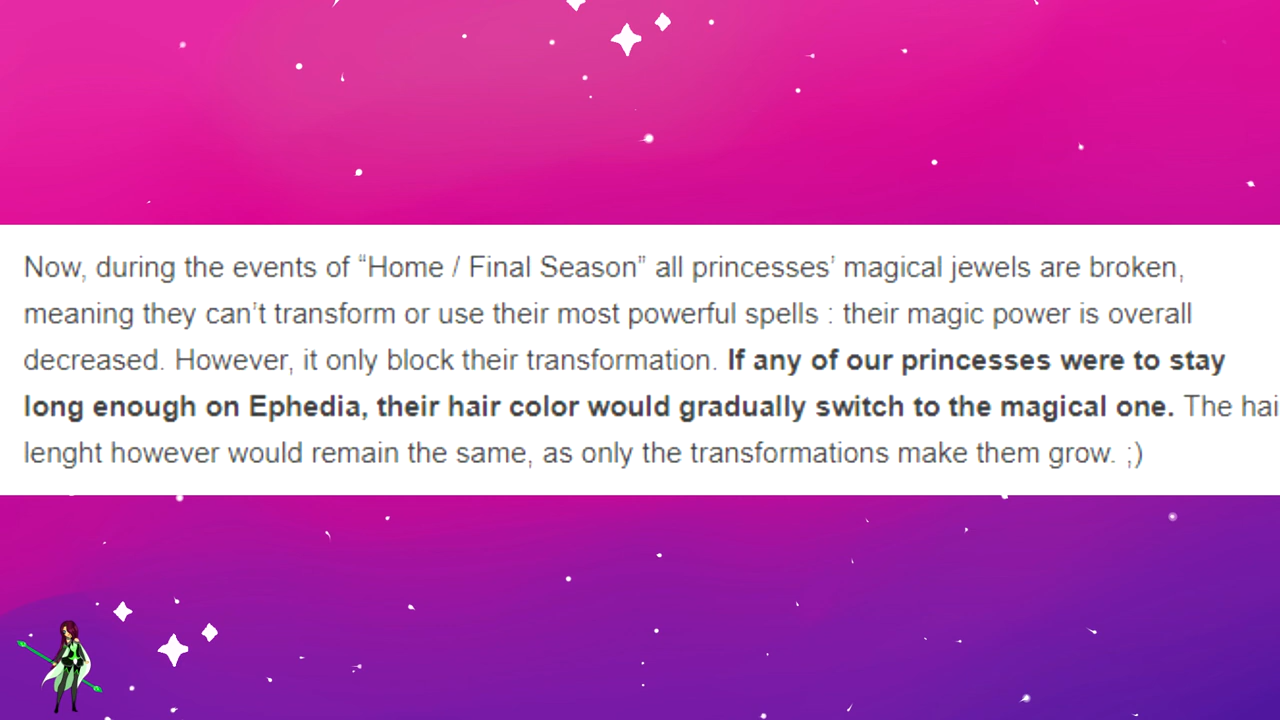 Now, during the events of “Home / Final Season” all princesses’ magical jewels are broken,
meaning they can’t transform or use their most powerful spells : their magic power is overall
decreased. However, it only block their transformation. If any of our princesses were to stay
long enough on Ephedia, their hair color would gradually switch to the magical one. The hai
lenght however would remain the same, as only the transformations make them grow. ;)